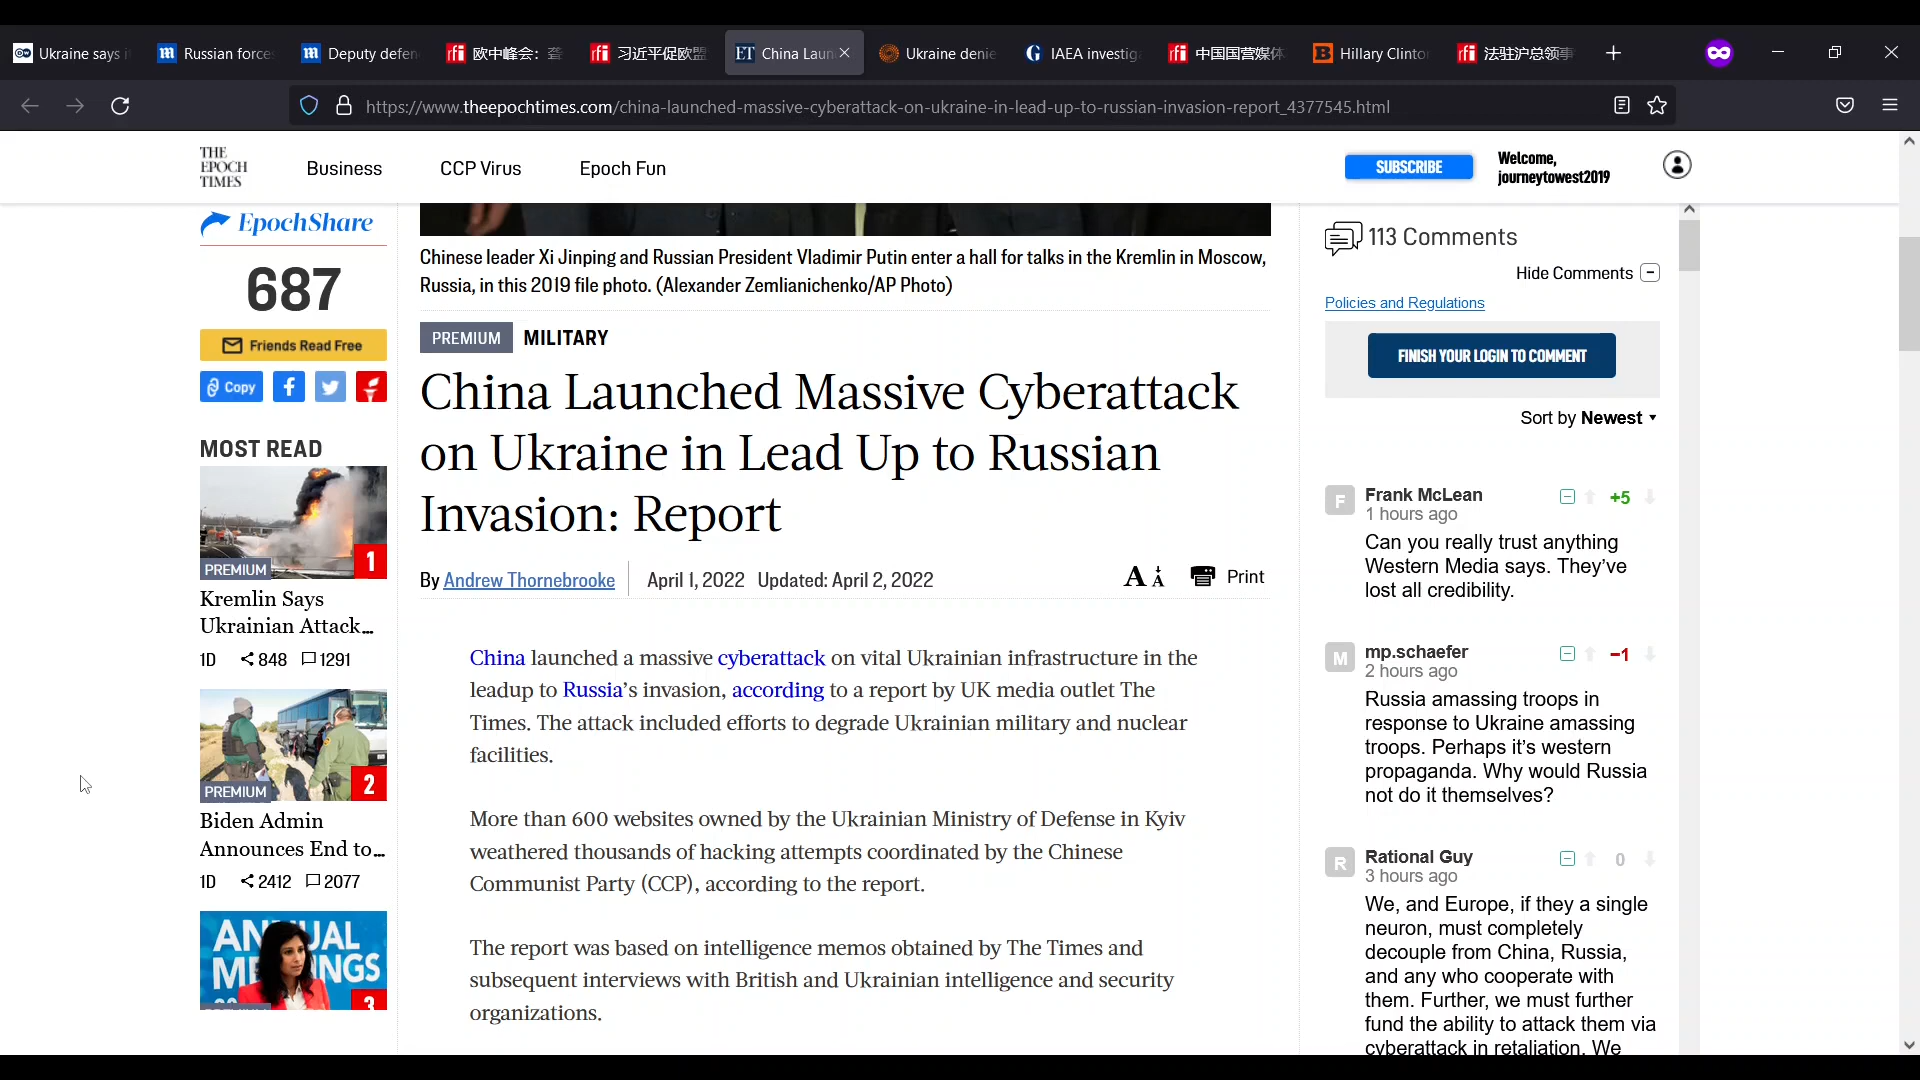 Ukraine says i
Russian force
Deputy defen
欧中峰会：
习近平促欧盟
China Laun
Ukraine denie
IAEA investig
中国国营媒体
Hillary Clinto
法驻沪总领事
https://www.theepochtimes.com/china-launched-massive-cyberattack-on-ukraine-in-lead-up-to-russian-invasion-report_4377545.html
THE
EPOCH
TIMES
Business
CCP Virus
Epoch Fun
SUBSCRIBE
Welcome,
journeytowest2019
EpochShare
687
Friends Read Free
Copy
MOST READ
PREMIUM
1
Kremlin Says
Ukrainian Attack...
1D 848 1291
PREMIUM
2
Biden Admin
Announces End to...
1D 2412 2077
3
Chinese leader Xi Jinping and Russian President Vladimir Putin enter a hall for talks in the Kremlin in Moscow,
Russia, in this 2019 file photo. (Alexander Zemlianichenko/AP Photo)
PREMIUM MILITARY
China Launched Massive Cyberattack
on Ukraine in Lead Up to Russian
Invasion: Report
By Andrew Thornebrooke April 1, 2022 Updated: April 2, 2022
A A Print
China launched a massive cyberattack on vital Ukrainian infrastructure in the
leadup to Russia's invasion, according to a report by UK media outlet The
Times. The attack included efforts to degrade Ukrainian military and nuclear
facilities.
More than 600 websites owned by the Ukrainian Ministry of Defense in Kyiv
weathered thousands of hacking attempts coordinated by the Chinese
Communist Party (CCP), according to the report.
The report was based on intelligence memos obtained by The Times and
subsequent interviews with British and Ukrainian intelligence and security
organizations.
113 Comments
Hide Comments
Policies and Regulations
FINISH YOUR LOGIN TO COMMENT
Sort by Newest
F
Frank McLean
+5
1 hours ago
Can you really trust anything
Western Media says. They've
lost all credibility.
M
mp.schaefer
−1
2 hours ago
Russia amassing troops in
response to Ukraine amassing
troops. Perhaps it's western
propaganda. Why would Russia
not do it themselves?
R
Rational Guy
0
3 hours ago
We, and Europe, if they a single
neuron, must completely
decouple from China, Russia,
and any who cooperate with
them. Further, we must further
fund the ability to attack them via
cyberattack in retaliation. We